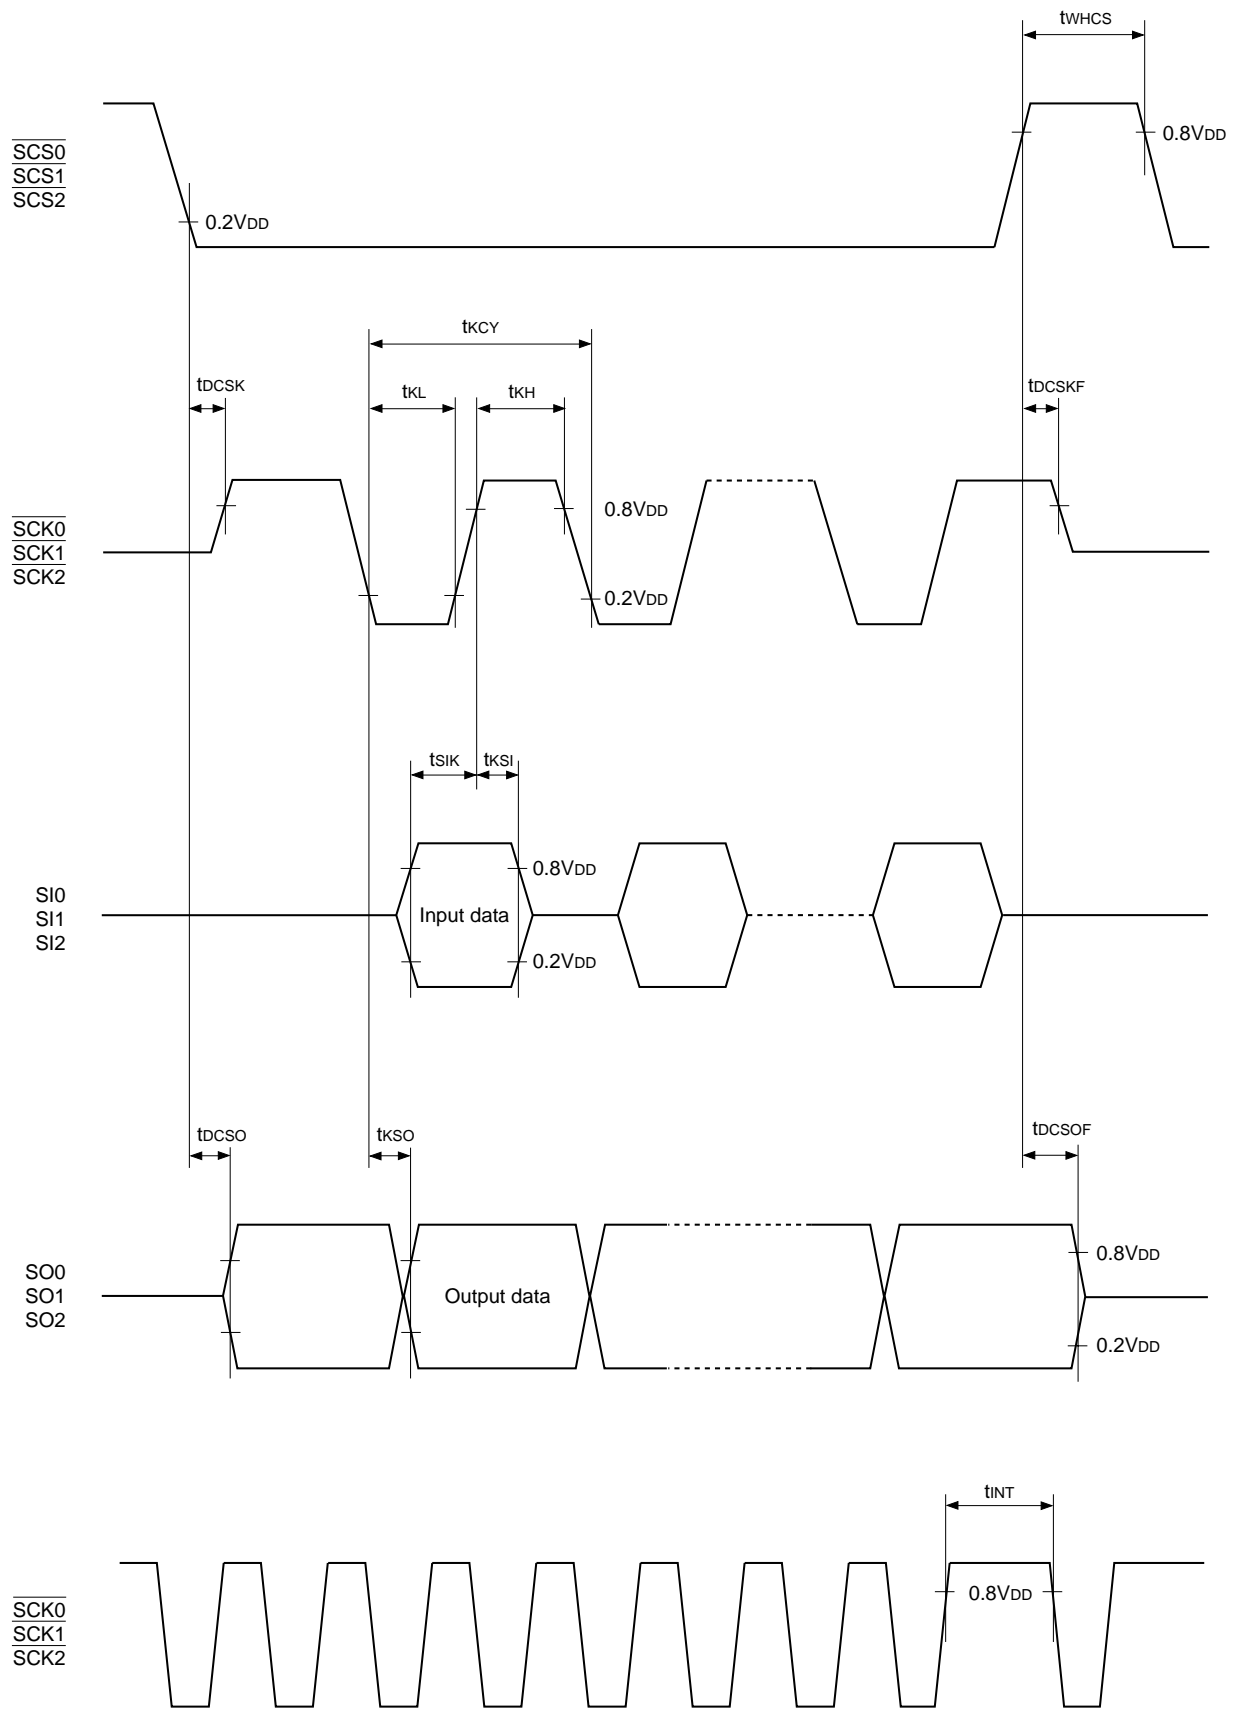 tWHCS
SCS0
SCS1
SCS2
0.8VDD
0.2VDD
tKCY
tDCSK
tKL
tKH
tDCSKF
SCK0
SCK1
SCK2
0.8VDD
0.2VDD
tSIK
tKSI
SI0
SI1
SI2
0.8VDD
Input data
0.2VDD
tDCSO
tKSO
tDCSOF
SO0
SO1
SO2
Output data
0.8VDD
0.2VDD
tINT
SCK0
SCK1
SCK2
0.8VDD